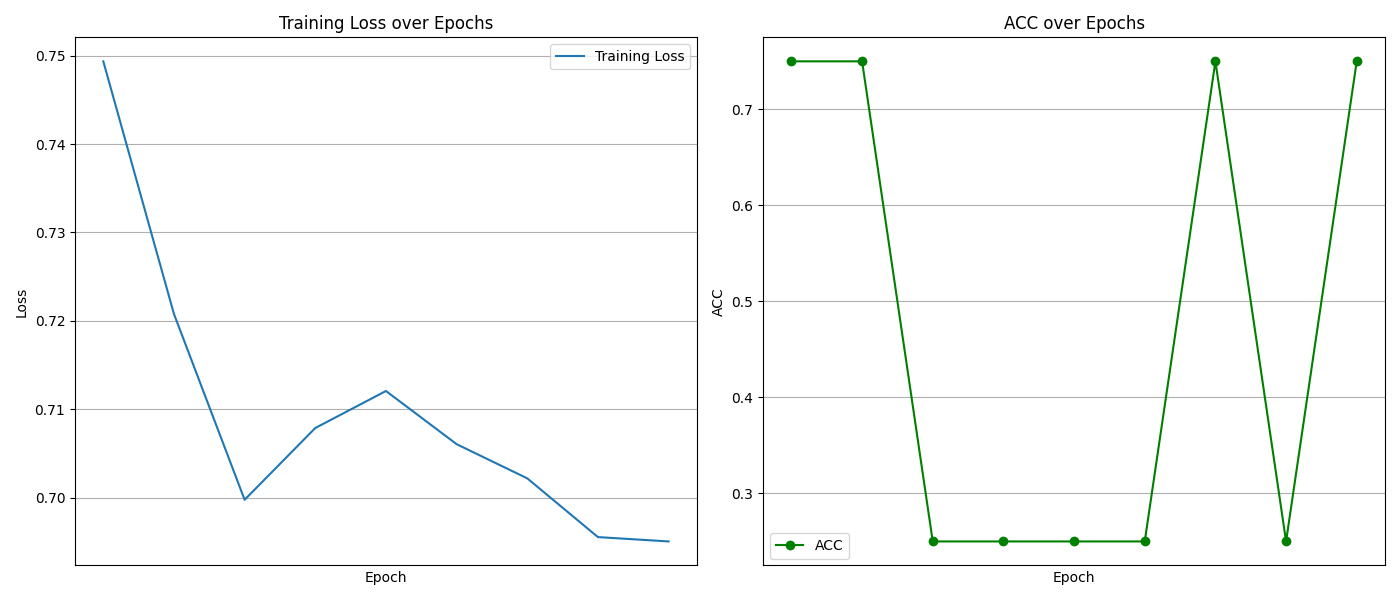 Training Loss over Epochs
Training Loss
0.75
0.74
0.73
0.72
0.71
0.70
Loss
Epoch
ACC over Epochs
0.7
0.6
0.5
0.4
0.3
ACC
ACC
Epoch